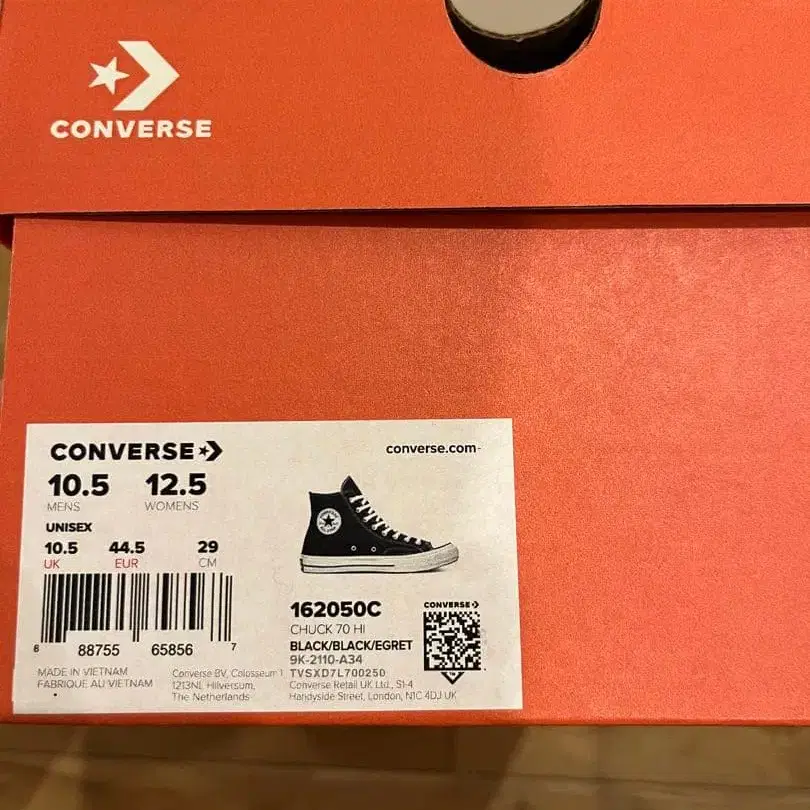 CONVERSE
CONVERSE
converse.com
10.5 12.5
MENS WOMENS
UNISEX
10.5 44.5 29
UK EUR CM
8 88755 65856 7
MADE IN VIETNAM
FABRIQUE AU VIETNAM
Converse BV, Colosseum 1
1213NL Hilversum,
The Netherlands
162050C
CHUCK 70 HI
BLACK/BLACK/EGRET
9K-2110-A34
TVSXD7L700250
Converse Retail UK Ltd., S1-4
Handyside Street, London, N1C 4DJ UK
CONVERSE